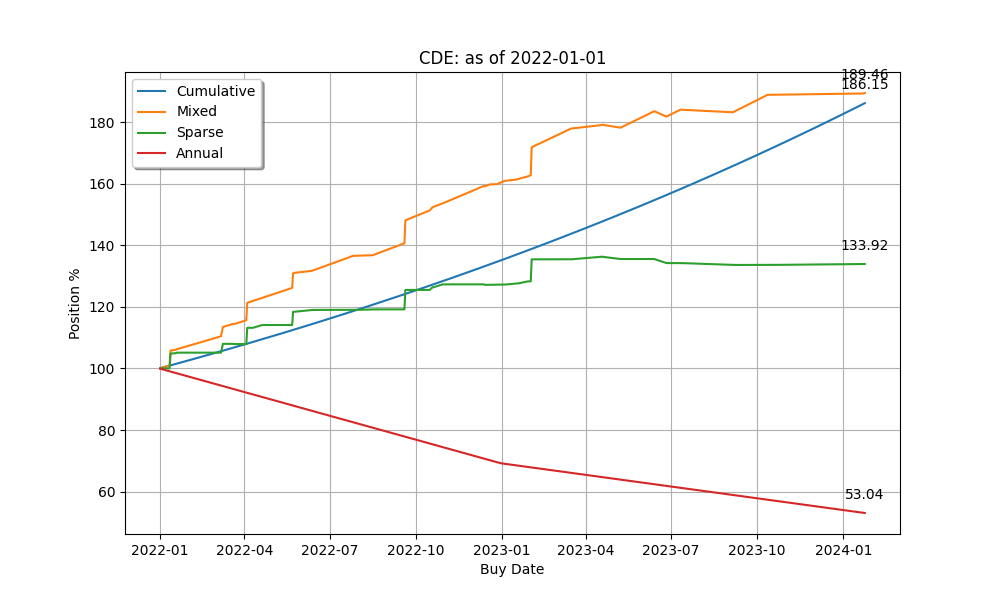 CDE: as of 2022-01-01
Cumulative
Mixed
Sparse
Annual
189.46
186.15
133.92
53.04
Position %
180
160
140
120
100
80
60
2022-01 2022-04 2022-07 2022-10 2023-01 2023-04 2023-07 2023-10 2024-01
Buy Date